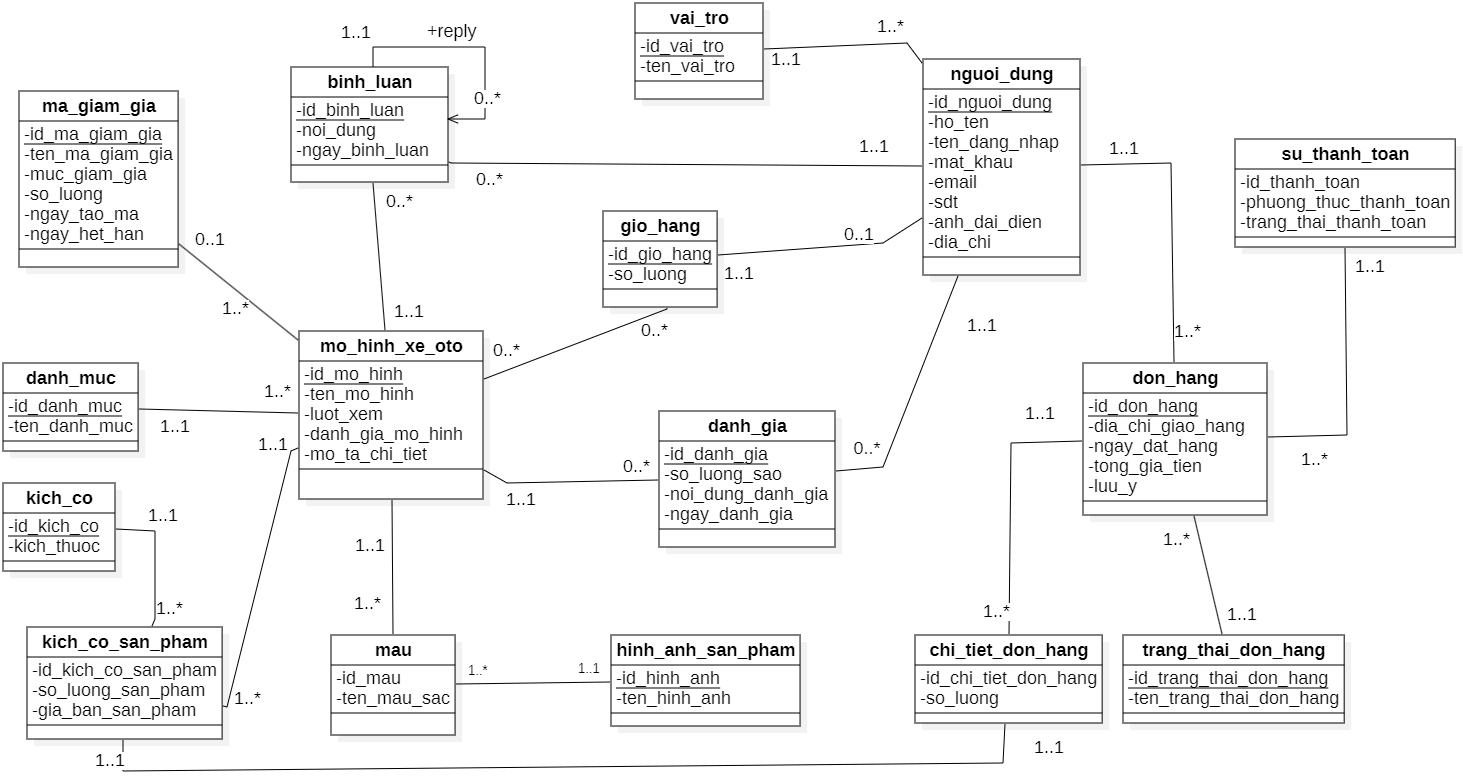 vai_tro
-id_vai_tro
-ten_vai_tro
1..1
1..*
1..1
+reply
0..*
binh_luan
-id_binh_luan
-noi_dung
-ngay_binh_luan
0..*
1..1
0..*
1..1
nguoi_dung
-id_nguoi_dung
-ho_ten
-ten_dang_nhap
-mat_khau
-email
-sdt
-anh_dai_dien
-dia_chi
ma_giam_gia
-id_ma_giam_gia
-ten_ma_giam_gia
-muc_giam_gia
-so_luong
-ngay_tao_ma
-ngay_het_han
0..1
1..*
su_thanh_toan
-id_thanh_toan
-phuong_thuc_thanh_toan
-trang_thai_thanh_toan
1..1
1..*
1..1
1..*
gio_hang
-id_gio_hang
-so_luong
1..1
0..1
0..*
0..*
mo_hinh_xe_oto
-id_mo_hinh
-ten_mo_hinh
-luot_xem
-danh_gia_mo_hinh
-mo_ta_chi_tiet
danh_muc
-id_danh_muc
-ten_danh_muc
1..1
1..*
danh_gia
-id_danh_gia
-so_luong_sao
-noi_dung_danh_gia
-ngay_danh_gia
0..*
1..1
0..*
1..1
don_hang
-id_don_hang
-dia_chi_giao_hang
-ngay_dat_hang
-tong_gia_tien
-luu_y
1..1
1..*
1..*
1..1
kich_co
-id_kich_co
-kich_thuoc
1..1
1..*
1..1
1..*
kich_co_san_pham
-id_kich_co_san_pham
-so_luong_san_pham
-gia_ban_san_pham
1..1
1..*
mau
-id_mau
-ten_mau_sac
1..*
1..1
hinh_anh_san_pham
-id_hinh_anh
-ten_hinh_anh
chi_tiet_don_hang
-id_chi_tiet_don_hang
-so_luong
trang_thai_don_hang
-id_trang_thai_don_hang
-ten_trang_thai_don_hang
1..1
1..1